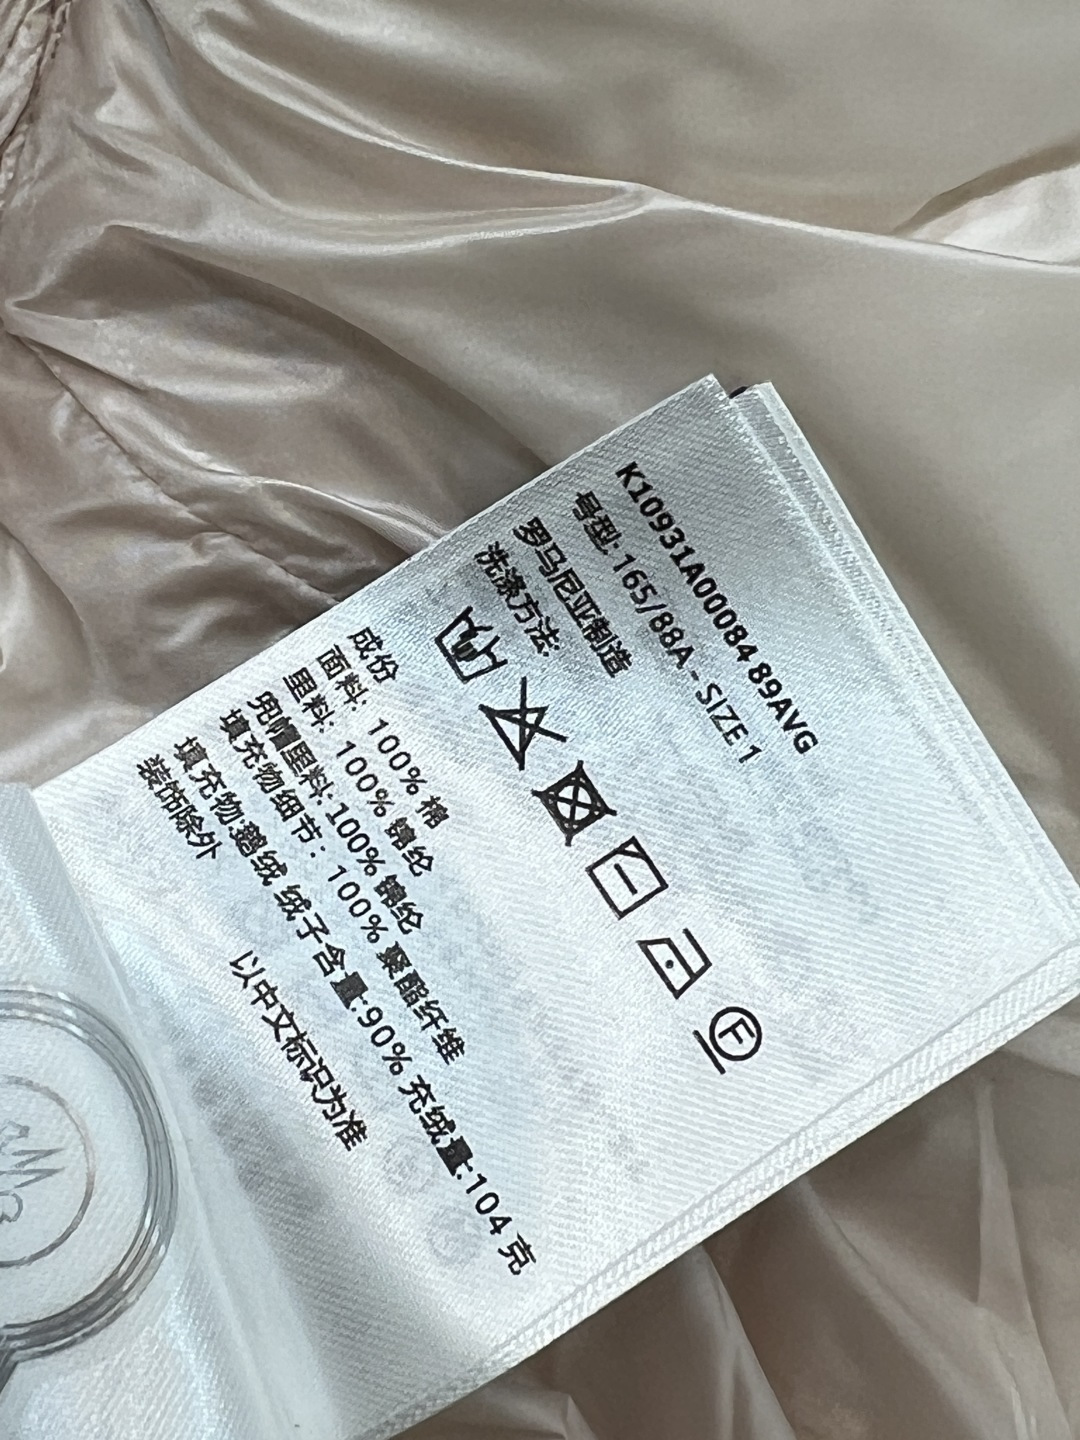 K10931A00084 89AVG
号型: 165/88A - SIZE 1
罗马尼亚制造
洗涤方法:
F
成份
面料: 100% 棉
里料: 100% 锦纶
兜帽里料:100% 锦纶
填充物细节: 100% 聚酯纤维
填充物:鹅绒 绒子含量:90% 充绒量:104 克
装饰除外
以中文标识为准